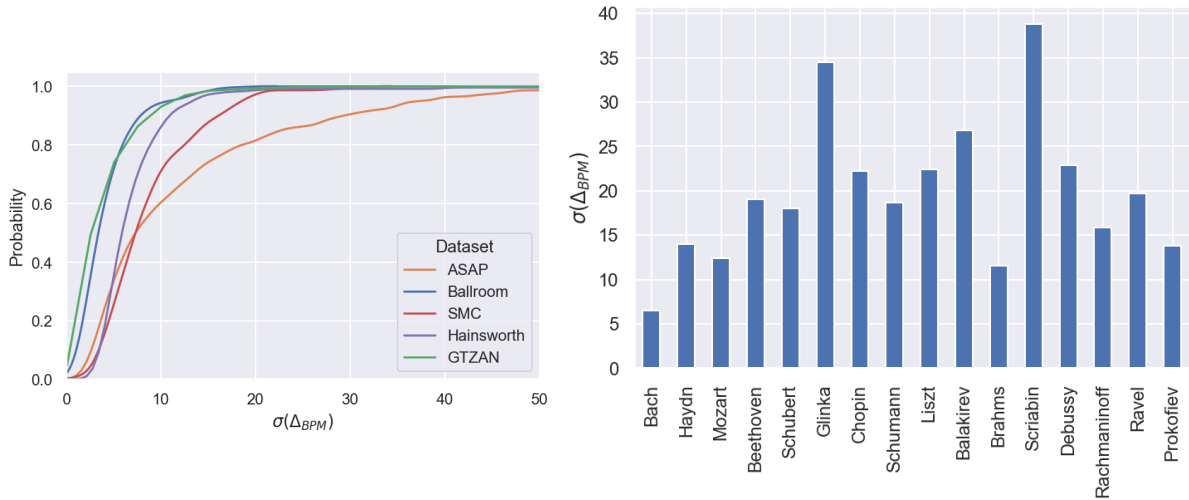 1.0
0.8
0.6
0.4
0.2
0.0
Probability
0
10
20
30
40
50
σ(Δ_BPM)
Dataset
ASAP
Ballroom
SMC
Hainsworth
GTZAN
40
35
30
25
20
15
10
5
0
σ(Δ_BPM)
Bach
Haydn
Mozart
Beethoven
Schubert
Glinka
Chopin
Schumann
Liszt
Balakirev
Brahms
Scriabin
Debussy
Rachmaninoff
Ravel
Prokofiev